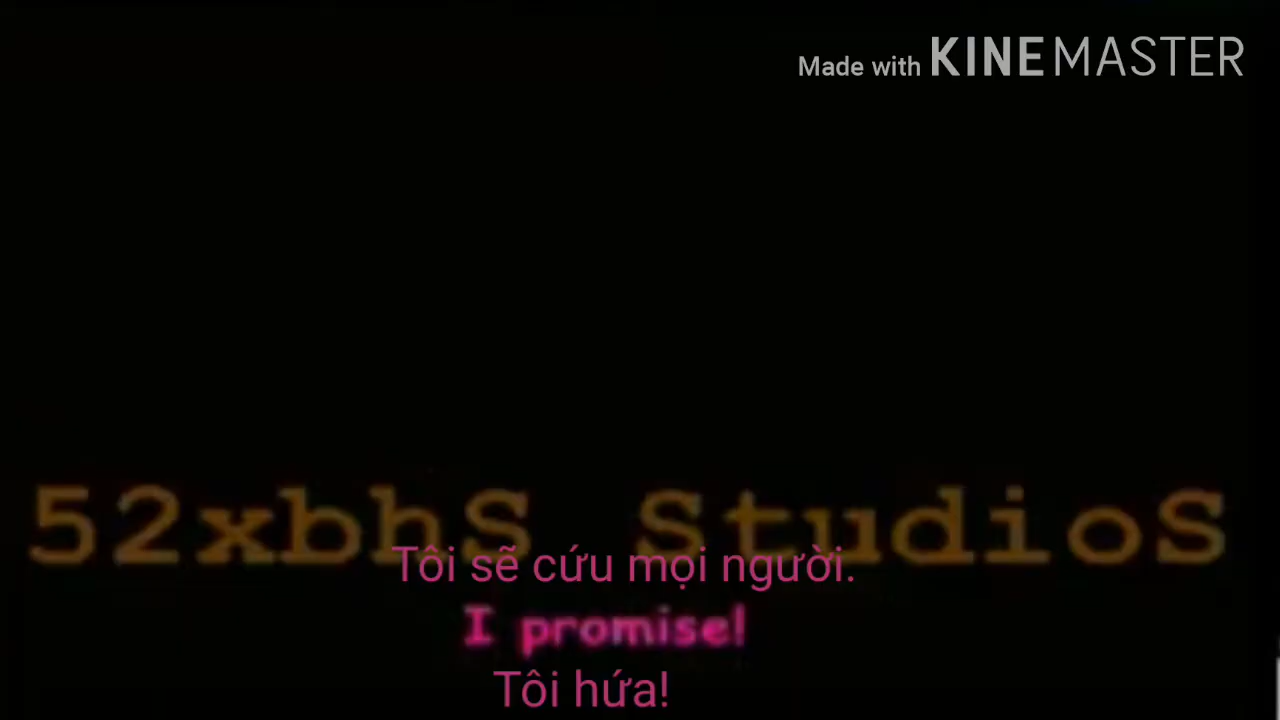 Made with KINEMASTER
52xbhS StudioS
Tôi sẽ cứu mọi người.
I promise!
Tôi hứa!